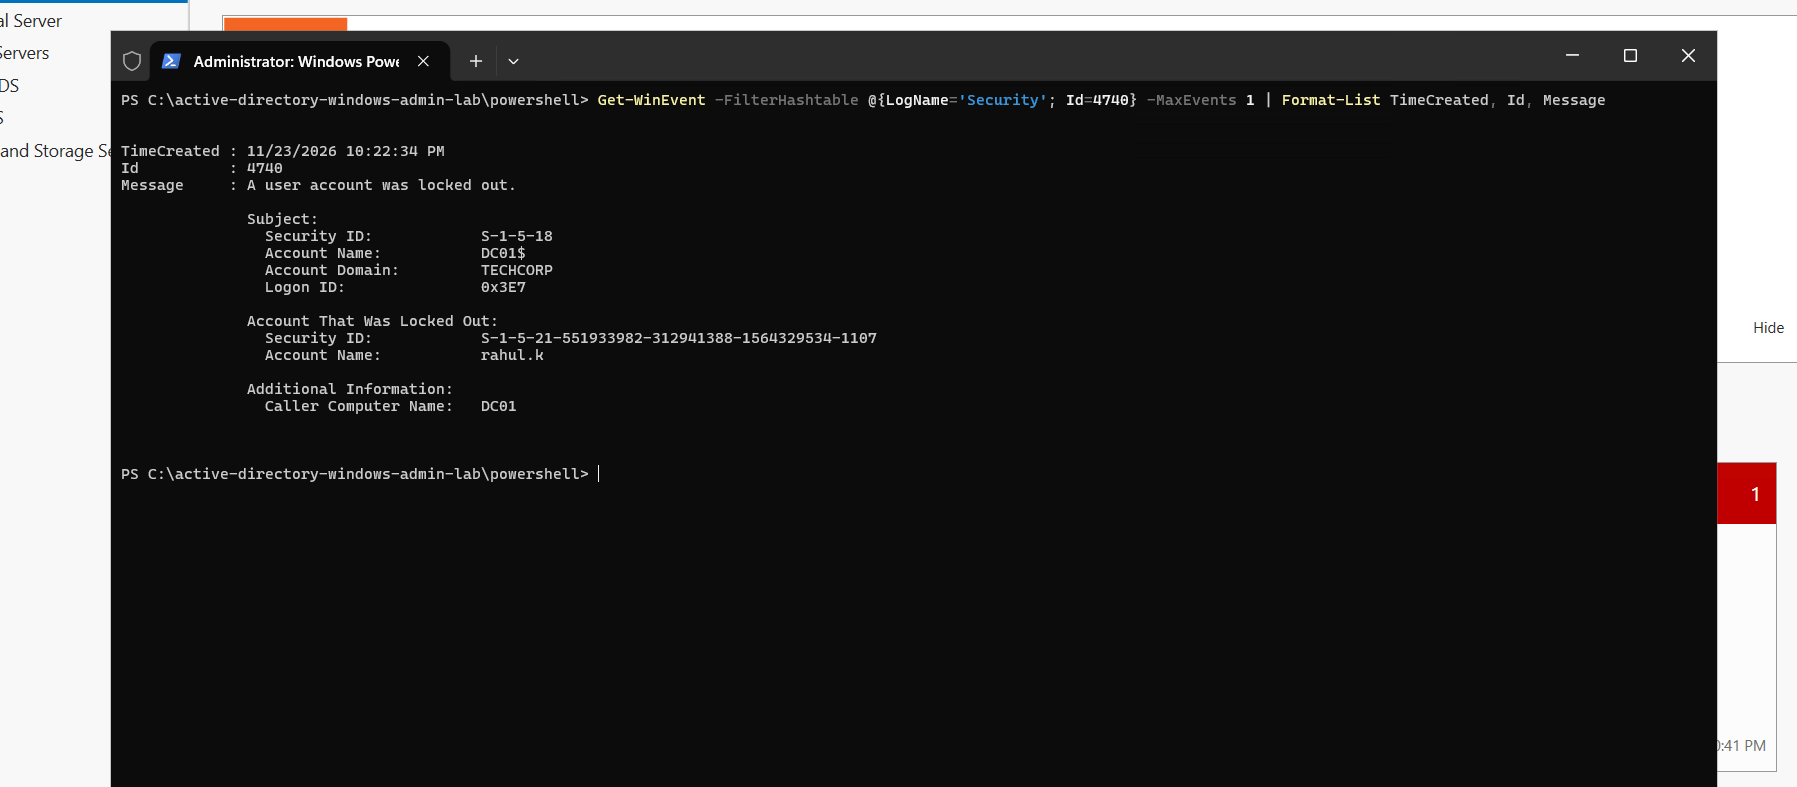 al Server
Servers
DS
S
and Storage Se
Administrator: Windows Powe
PS C:\active-directory-windows-admin-lab\powershell> Get-WinEvent -FilterHashtable @{LogName='Security'; Id=4740} -MaxEvents 1 | Format-List TimeCreated, Id, Message
TimeCreated : 11/23/2026 10:22:34 PM
Id          : 4740
Message     : A user account was locked out.
Subject:
Security ID: S-1-5-18
Account Name: DC01$
Account Domain: TECHCORP
Logon ID: 0x3E7
Account That Was Locked Out:
Security ID: S-1-5-21-551933982-312941388-1564329534-1107
Account Name: rahul.k
Additional Information:
Caller Computer Name: DC01
PS C:\active-directory-windows-admin-lab\powershell>
Hide
1
0:41 PM